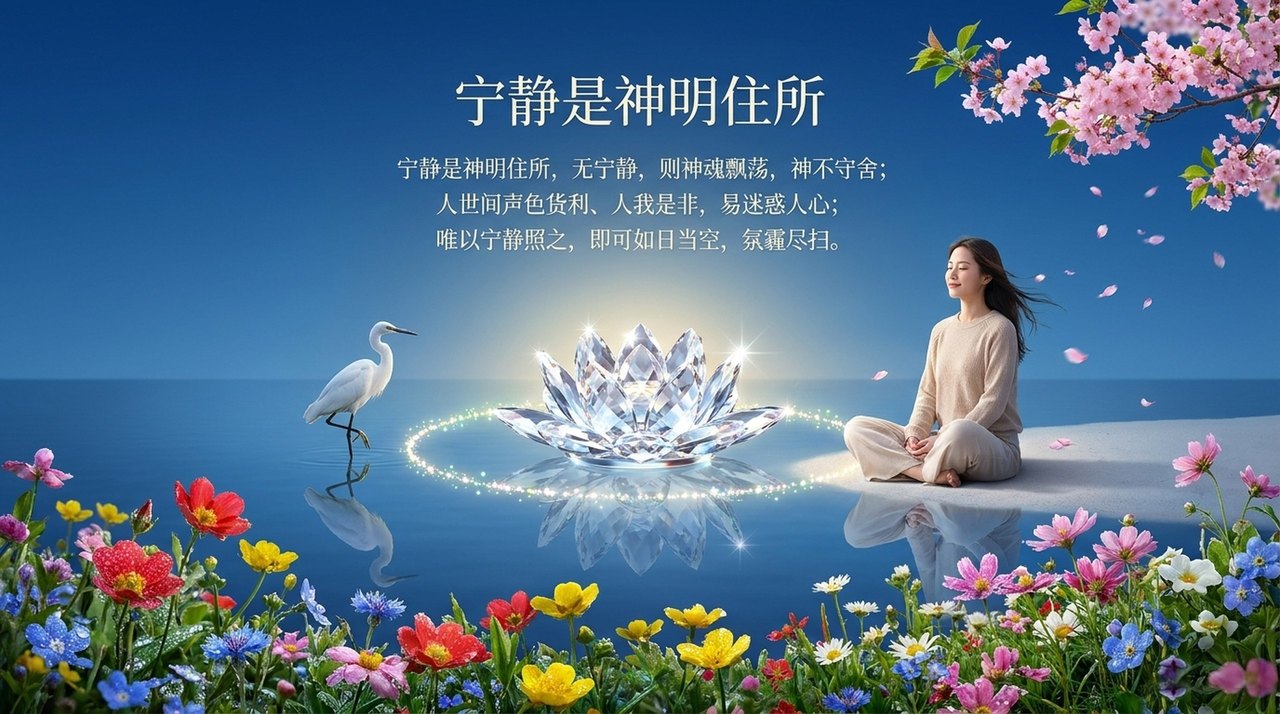 宁静是神明住所
宁静是神明住所，无宁静，则神魂飘荡，神不守舍；
人世间声色货利、人我是非，易迷惑人心；
唯以宁静照之，即可如日当空，氛霾尽扫。